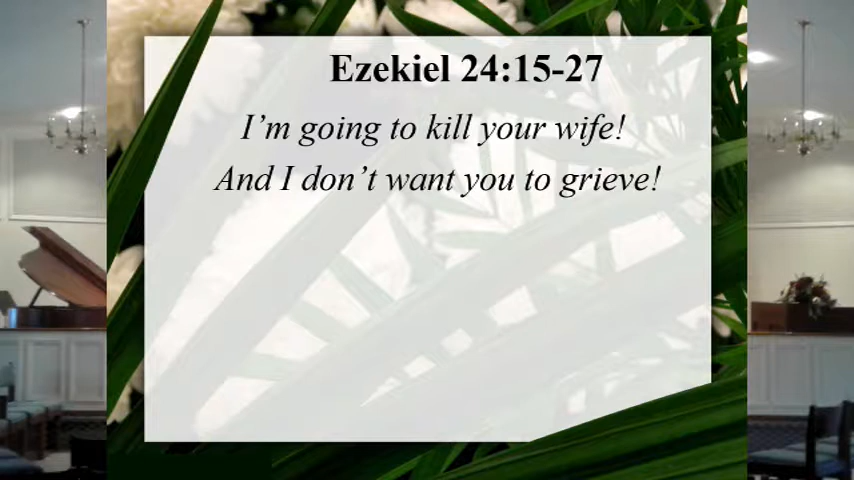 Ezekiel 24:15-27
I'm going to kill your wife!
And I don't want you to grieve!